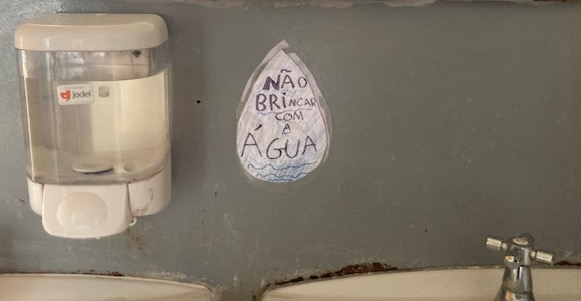 jodel
NÃO
BRiNCAR
COM
A
ÁGUA